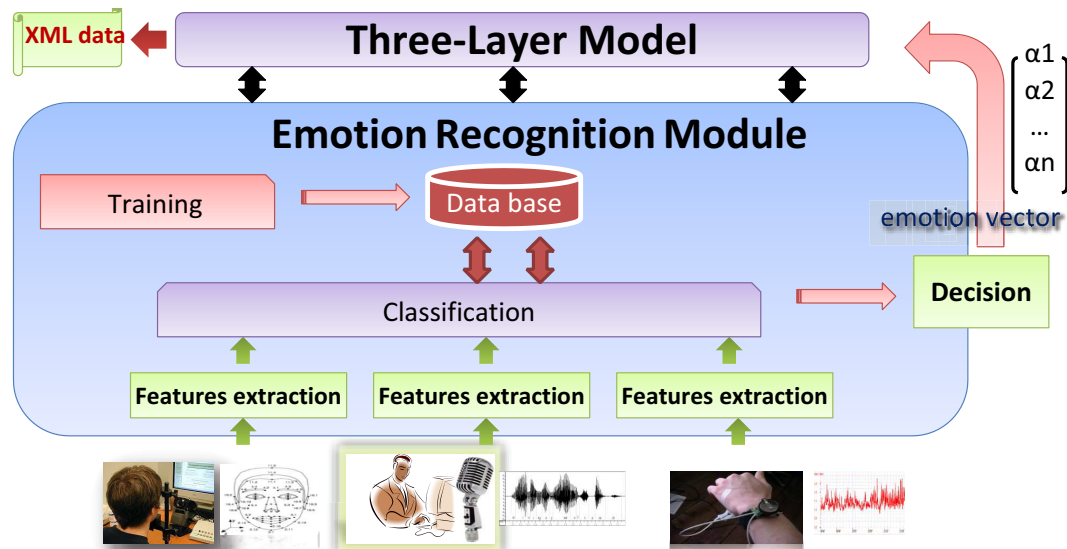 XML data
Three-Layer Model
α1
α2
...
αn
Emotion Recognition Module
Training
Data base
emotion vector
Classification
Decision
Features extraction
Features extraction
Features extraction